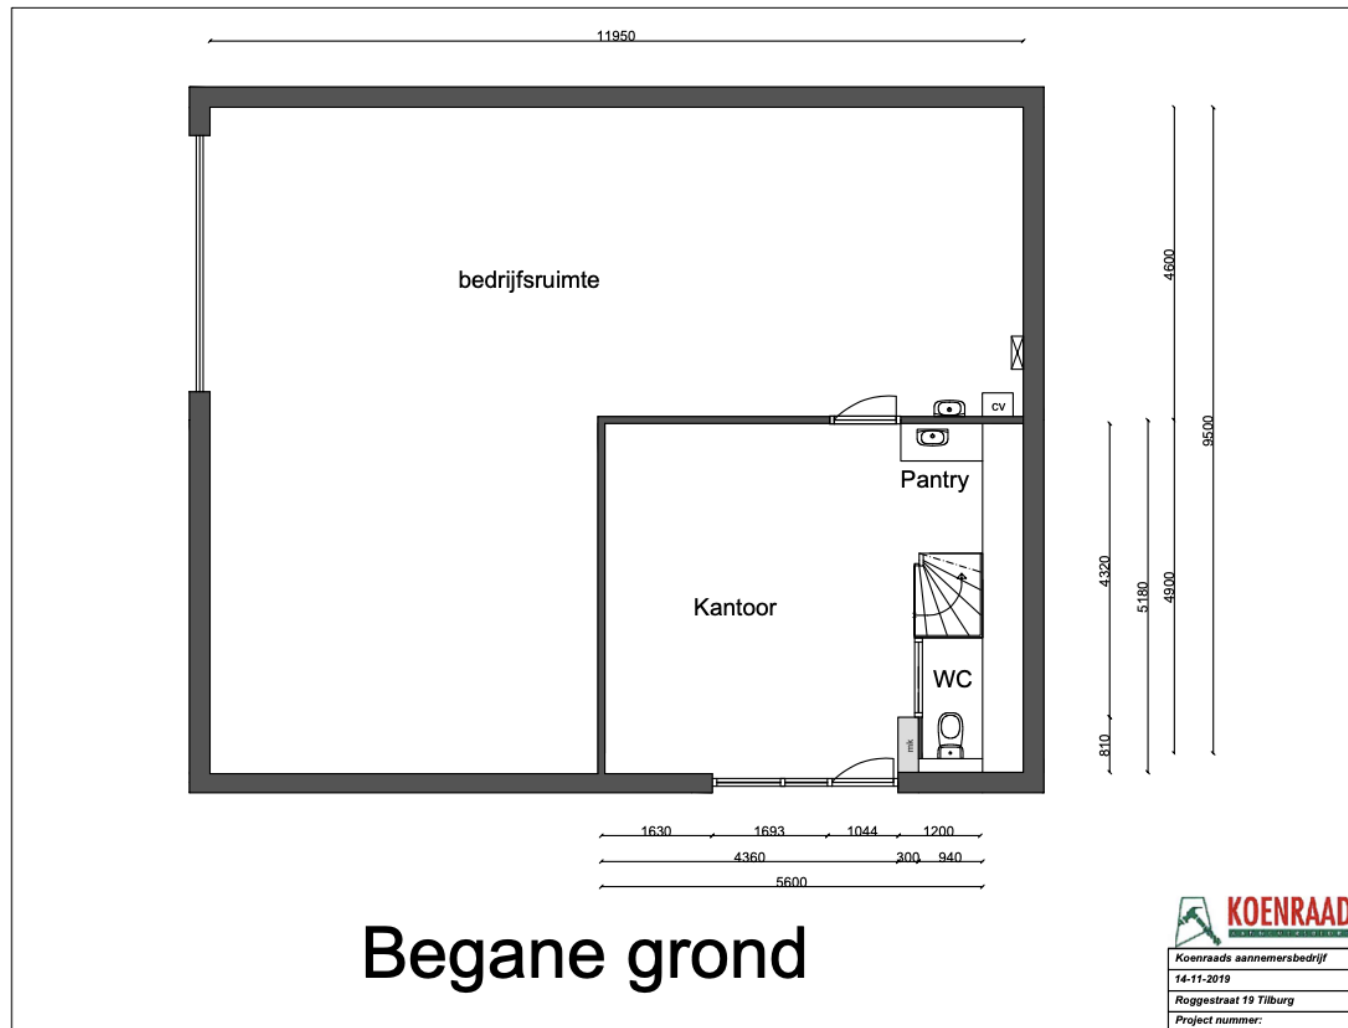 11950
bedrijfsruimte
4600
9500
cv
Pantry
4320
5180
4900
Kantoor
WC
mk
810
1630 1693 1044 1200
4360 300 940
5600
Begane grond
KOENRAAD
Koenraads aannemersbedrijf
14-11-2019
Roggestraat 19 Tilburg
Project nummer: